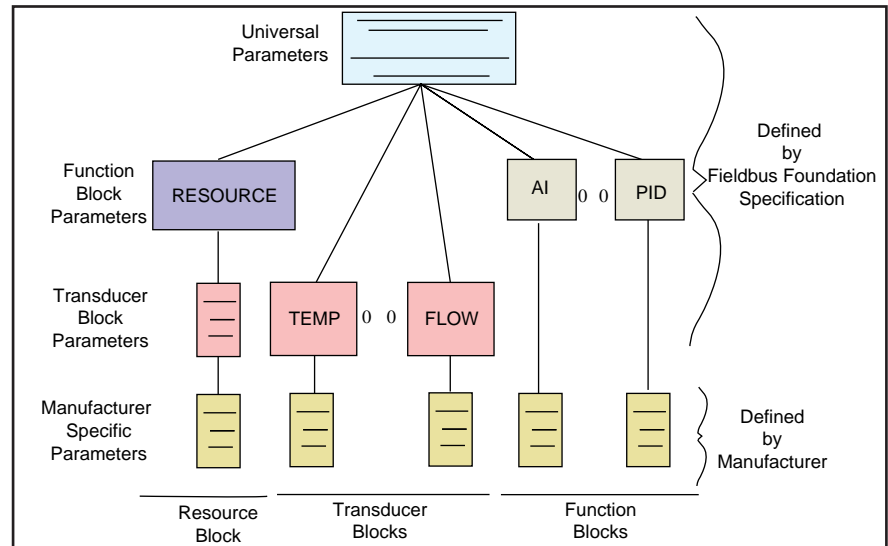 Universal
Parameters
Defined
by
Fieldbus Foundation
Specification
Function
Block
Parameters
RESOURCE
AI
0 0
PID
Transducer
Block
Parameters
TEMP
0 0
FLOW
Manufacturer
Specific
Parameters
Defined
by
Manufacturer
Resource
Block
Transducer
Blocks
Function
Blocks